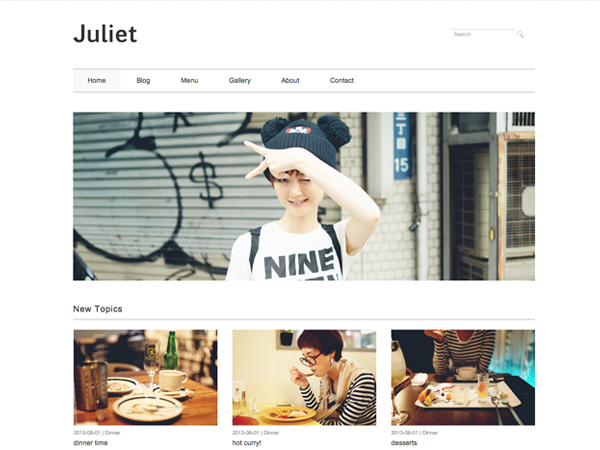 Juliet
Search
Home Blog Menu Gallery About Contact
$
丁目
15
NINE
New Topics
2013-08-01 | Dinner
dinner time
2013-08-01 | Dinner
hot curry!
2013-08-01 | Dinner
desserts